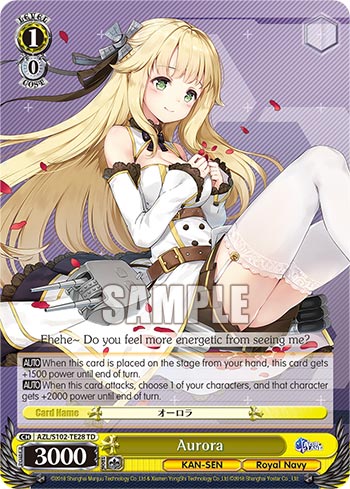 LEVEL
1
0
COST
SAMPLE
Ehehe~ Do you feel more energetic from seeing me?
AUTO When this card is placed on the stage from your hand, this card gets
+1500 power until end of turn.
AUTO When this card attacks, choose 1 of your characters, and that character
gets +2000 power until end of turn.
Card Name オーロラ
CH AZL/S102-TE28 TD
Aurora
3000
KAN-SEN Royal Navy
©2018 Shanghai Manjuu Technology Co.,Ltd & Xiamen YongShi Technology Co.,Ltd. ©2018 Shanghai Yostar Co., Ltd.